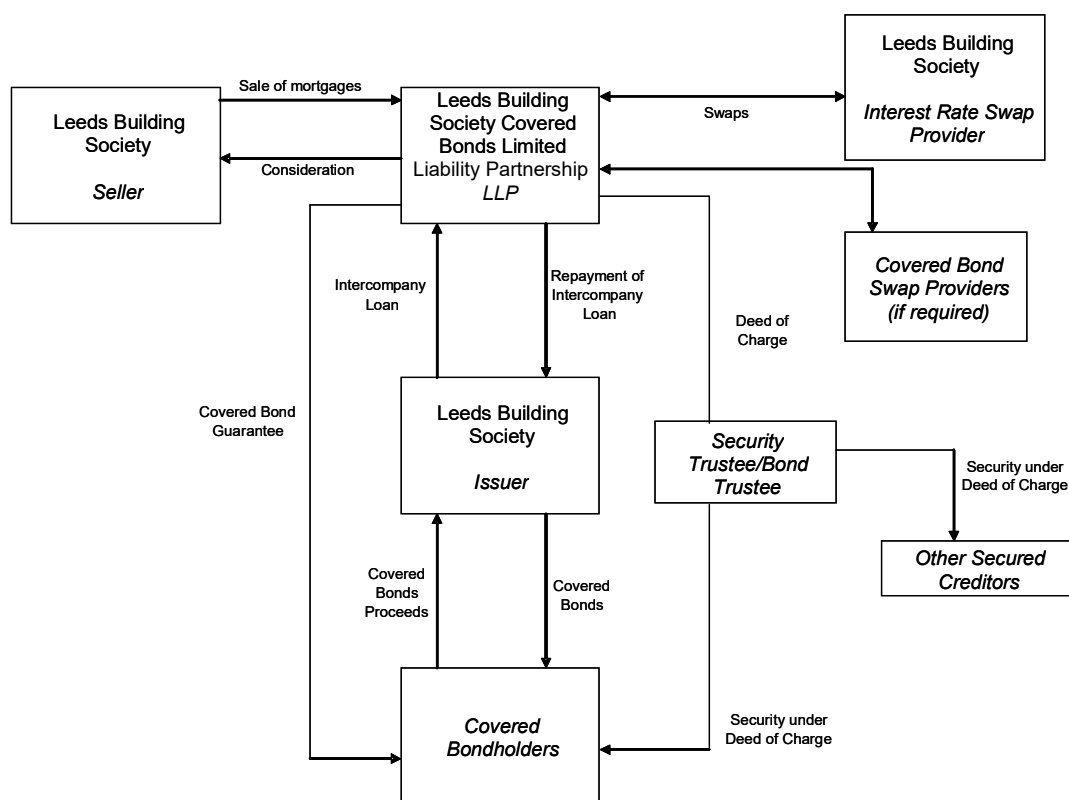 Leeds Building
Society
Seller
Sale of mortgages
Consideration
Leeds Building
Society Covered
Bonds Limited
Liability Partnership
LLP
Swaps
Leeds Building
Society
Interest Rate Swap
Provider
Covered Bond
Swap Providers
(if required)
Intercompany
Loan
Repayment of
Intercompany
Loan
Deed of
Charge
Covered Bond
Guarantee
Leeds Building
Society
Issuer
Security
Trustee/Bond
Trustee
Security under
Deed of Charge
Other Secured
Creditors
Covered
Bonds
Proceeds
Covered
Bonds
Covered
Bondholders
Security under
Deed of Charge